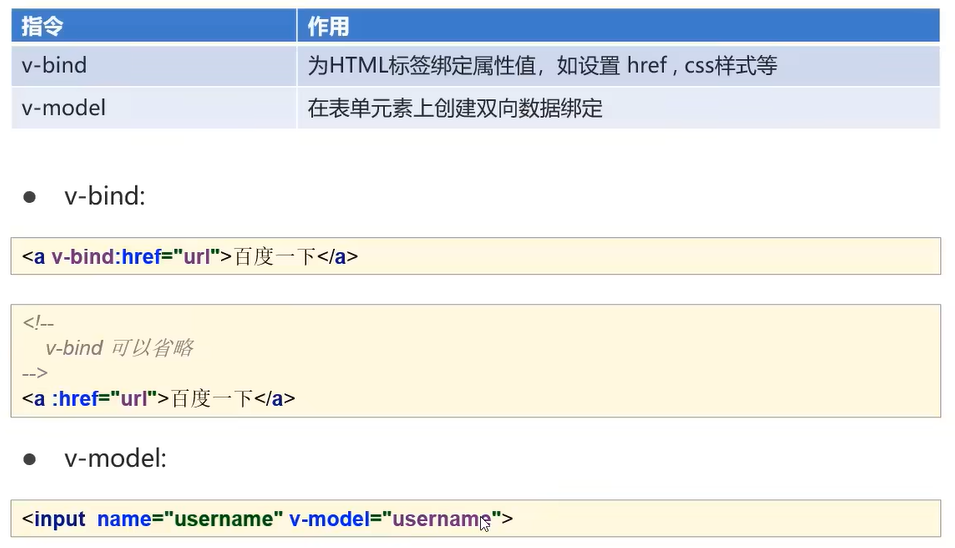 指令 作用
v-bind 为HTML标签绑定属性值，如设置 href , css样式等
v-model 在表单元素上创建双向数据绑定
● v-bind:
<a v-bind:href="url">百度一下</a>
<!--
v-bind 可以省略
-->
<a :href="url">百度一下</a>
● v-model:
<input name="username" v-model="username">